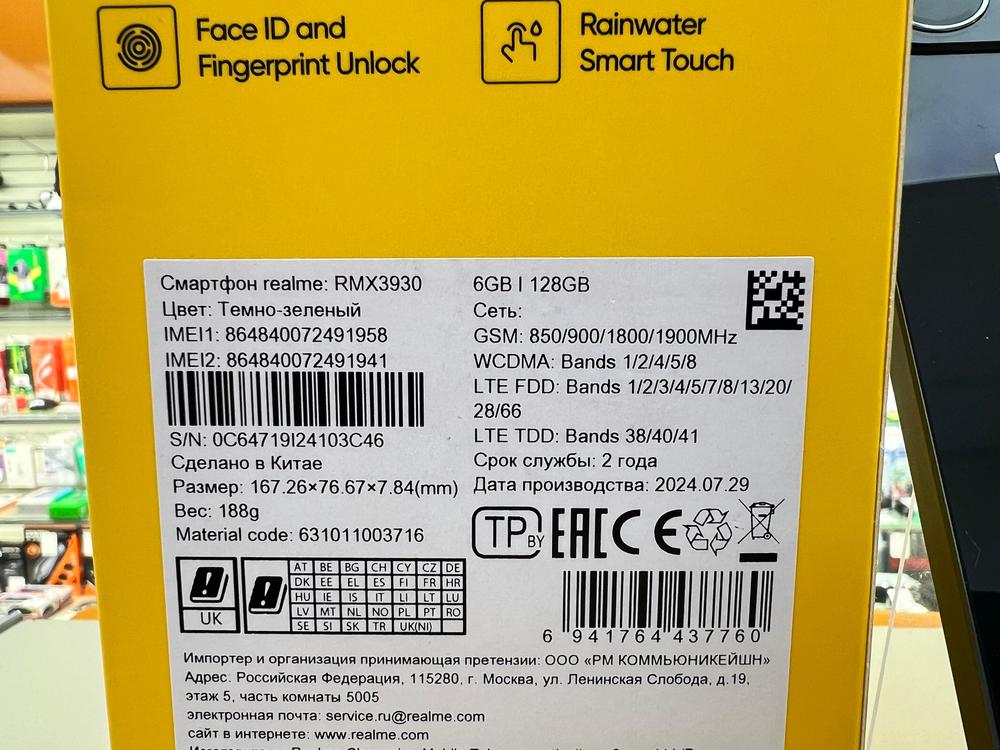 Face ID and
Fingerprint Unlock
Rainwater
Smart Touch
Смартфон realme: RMX3930
Цвет: Темно-зеленый
IMEI1: 864840072491958
IMEI2: 864840072491941
S/N: 0C64719I24103C46
Сделано в Китае
Размер: 167.26×76.67×7.84(mm)
Вес: 188g
Material code: 631011003716
6GB | 128GB
Сеть:
GSM: 850/900/1800/1900MHz
WCDMA: Bands 1/2/4/5/8
LTE FDD: Bands 1/2/3/4/5/7/8/13/20/
28/66
LTE TDD: Bands 38/40/41
Срок службы: 2 года
Дата производства: 2024.07.29
TP BY EAC CE
UK
AT BE BG CH CY CZ DE
DK EE EL ES FI FR HR
HU IE IS IT LI LT LU
LV MT NL NO PL PT RO
SE SI SK TR UK(NI)
6 941764 437760
Импортер и организация принимающая претензии: ООО «РМ КОММЬЮНИКЕЙШН»
Адрес: Российская Федерация, 115280, г. Москва, ул. Ленинская Слобода, д.19,
этаж 5, часть комнаты 5005
электронная почта: service.ru@realme.com
сайт в интернете: www.realme.com